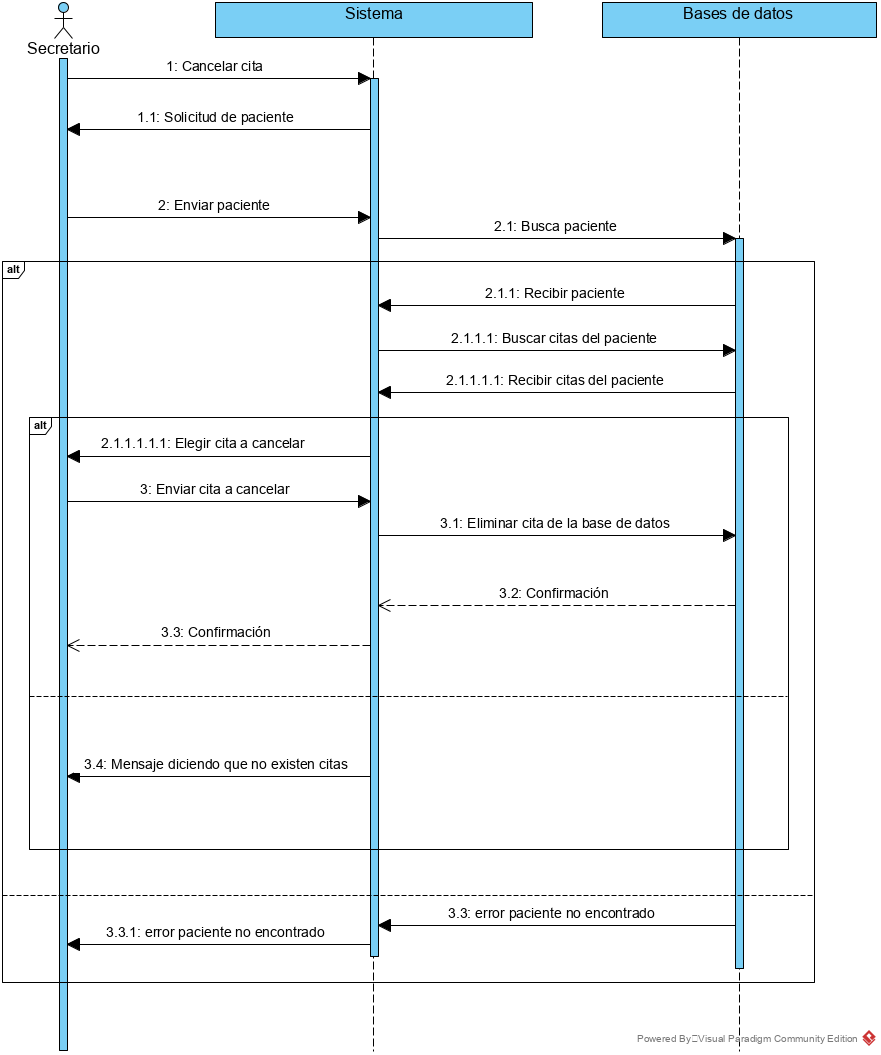 Secretario
Sistema
Bases de datos
1: Cancelar cita
1.1: Solicitud de paciente
2: Enviar paciente
2.1: Busca paciente
alt
2.1.1: Recibir paciente
2.1.1.1: Buscar citas del paciente
2.1.1.1.1: Recibir citas del paciente
alt
2.1.1.1.1.1: Elegir cita a cancelar
3: Enviar cita a cancelar
3.1: Eliminar cita de la base de datos
3.2: Confirmación
3.3: Confirmación
3.4: Mensaje diciendo que no existen citas
3.3: error paciente no encontrado
3.3.1: error paciente no encontrado
Powered By Visual Paradigm Community Edition